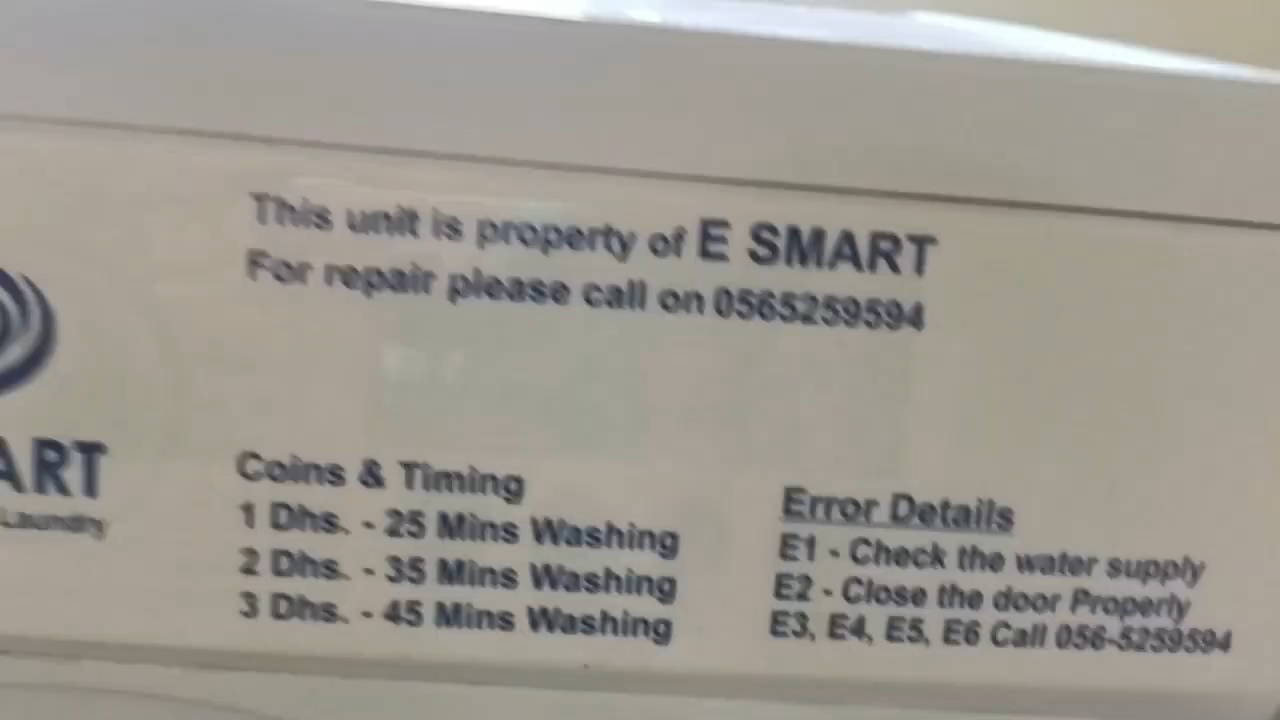 This unit is property of E SMART
For repair please call on 0565259594
ART
Laundry
Coins & Timing
1 Dhs. - 25 Mins Washing
2 Dhs. - 35 Mins Washing
3 Dhs. - 45 Mins Washing
Error Details
E1 - Check the water supply
E2 - Close the door Properly
E3, E4, E5, E6 Call 056-5259594